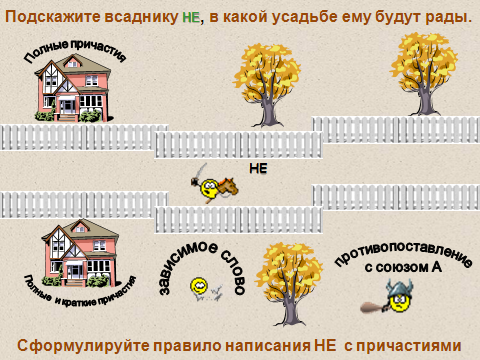 Подскажите всаднику НЕ, в какой усадьбе ему будут рады.
Полные причастия
НЕ
Полные и краткие причастия
зависимое слово
противопоставление
с союзом А
Сформулируйте правило написания НЕ с причастиями